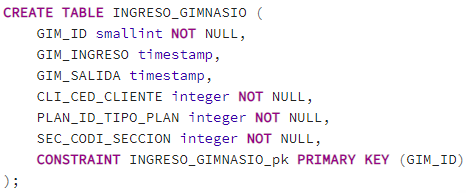 CREATE TABLE INGRESO_GIMNASIO (
    GIM_ID smallint NOT NULL,
    GIM_INGRESO timestamp,
    GIM_SALIDA timestamp,
    CLI_CED_CLIENTE integer NOT NULL,
    PLAN_ID_TIPO_PLAN integer NOT NULL,
    SEC_CODI_SECCION integer NOT NULL,
    CONSTRAINT INGRESO_GIMNASIO_pk PRIMARY KEY (GIM_ID)
);